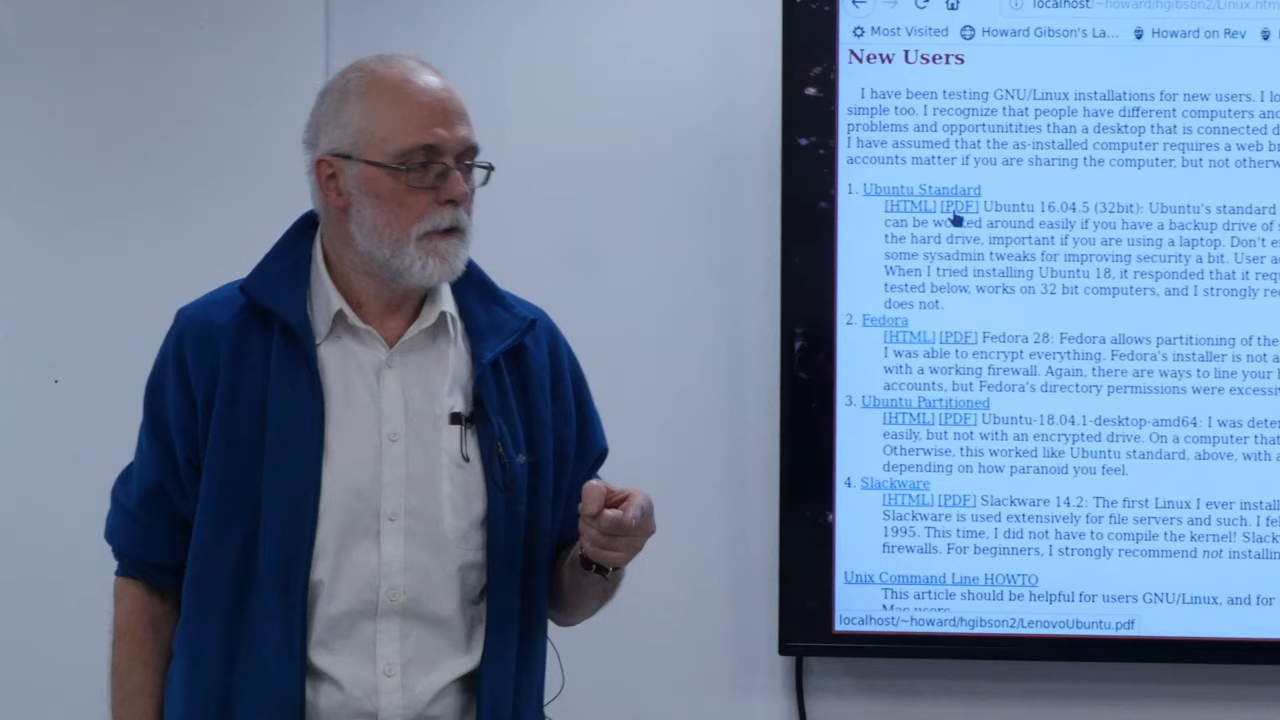 localhost/~howard/hgibson2/Linux.htm
Most Visited Howard Gibson's La... Howard on Rev
New Users
I have been testing GNU/Linux installations for new users. I lo
simple too. I recognize that people have different computers and
problems and opportunitities than a desktop that is connected d
I have assumed that the as-installed computer requires a web br
accounts matter if you are sharing the computer, but not otherw
1. Ubuntu Standard
[HTML] [PDF] Ubuntu 16.04.5 (32bit): Ubuntu's standard
can be worked around easily if you have a backup drive of s
the hard drive, important if you are using a laptop. Don't e
some sysadmin tweaks for improving security a bit. User a
When I tried installing Ubuntu 18, it responded that it req
tested below, works on 32 bit computers, and I strongly re
does not.
2. Fedora
[HTML] [PDF] Fedora 28: Fedora allows partitioning of the
I was able to encrypt everything. Fedora's installer is not a
with a working firewall. Again, there are ways to line your h
accounts, but Fedora's directory permissions were excess
3. Ubuntu Partitioned
[HTML] [PDF] Ubuntu-18.04.1-desktop-amd64: I was deter
easily, but not with an encrypted drive. On a computer that
Otherwise, this worked like Ubuntu standard, above, with a
depending on how paranoid you feel.
4. Slackware
[HTML] [PDF] Slackware 14.2: The first Linux I ever install
Slackware is used extensively for file servers and such. I fe
1995. This time, I did not have to compile the kernel! Slack
firewalls. For beginners, I strongly recommend not installin
Unix Command Line HOWTO
This article should be helpful for users GNU/Linux, and for
Mac users
localhost/~howard/hgibson2/LenovoUbuntu.pdf